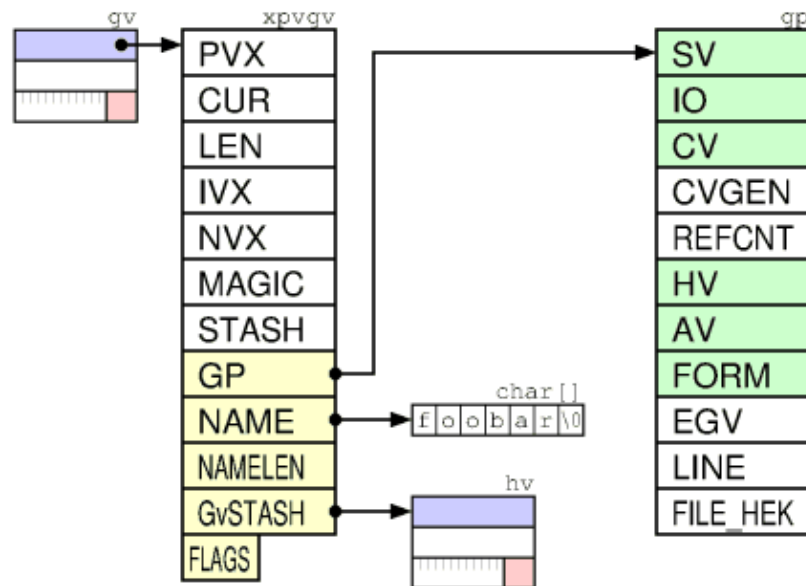 gv
xpvgv
PVX
CUR
LEN
IVX
NVX
MAGIC
STASH
GP
NAME
NAMELEN
GvSTASH
FLAGS
char[]
f o o b a r \0
hv
gp
SV
IO
CV
CVGEN
REFCNT
HV
AV
FORM
EGV
LINE
FILE_HEK